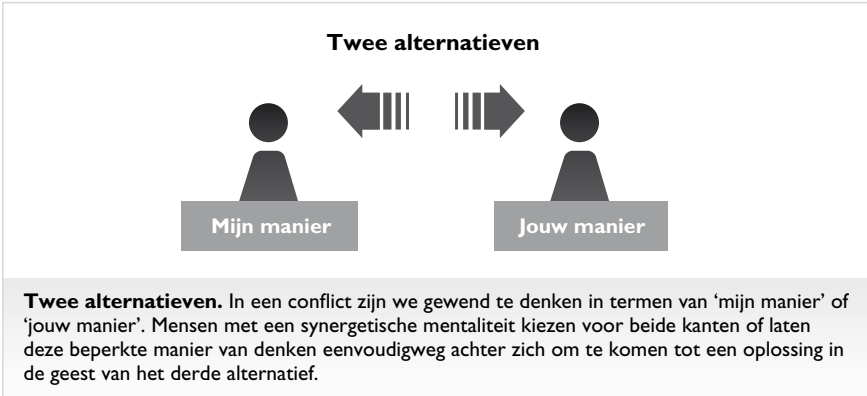 Twee alternatieven
Mijn manier
Jouw manier
Twee alternatieven. In een conflict zijn we gewend te denken in termen van ‘mijn manier’ of
‘jouw manier’. Mensen met een synergetische mentaliteit kiezen voor beide kanten of laten
deze beperkte manier van denken eenvoudigweg achter zich om te komen tot een oplossing in
de geest van het derde alternatief.